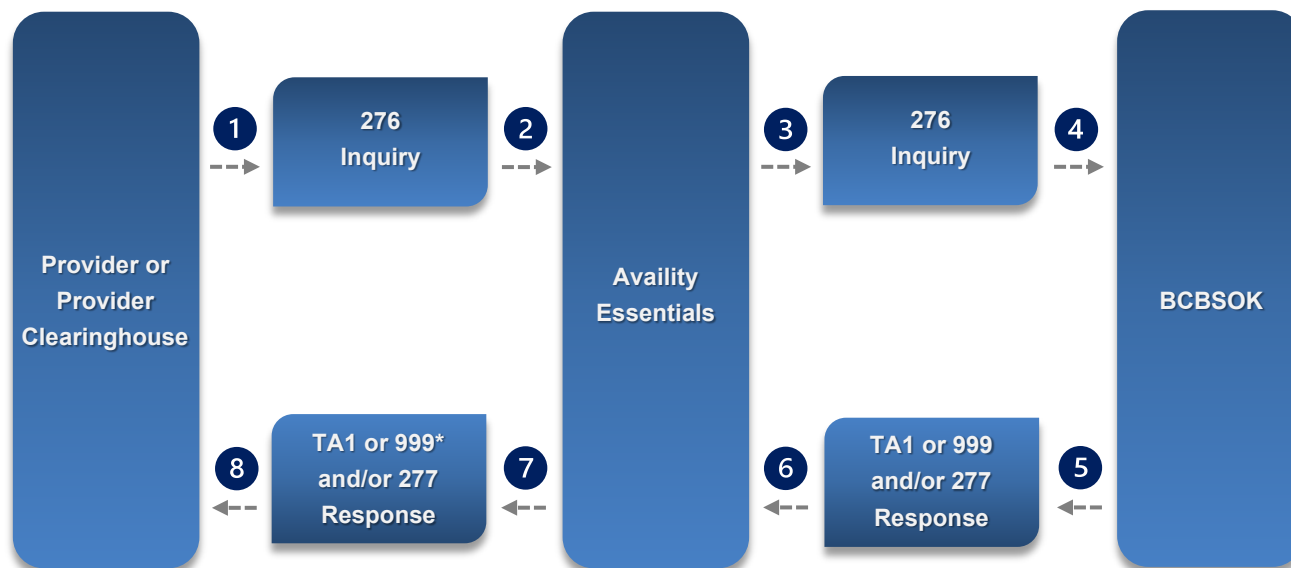 1
276
Inquiry
2
3
276
Inquiry
4
Provider or
Provider
Clearinghouse
Availity
Essentials
BCBSOK
8
TA1 or 999*
and/or 277
Response
7
6
TA1 or 999
and/or 277
Response
5